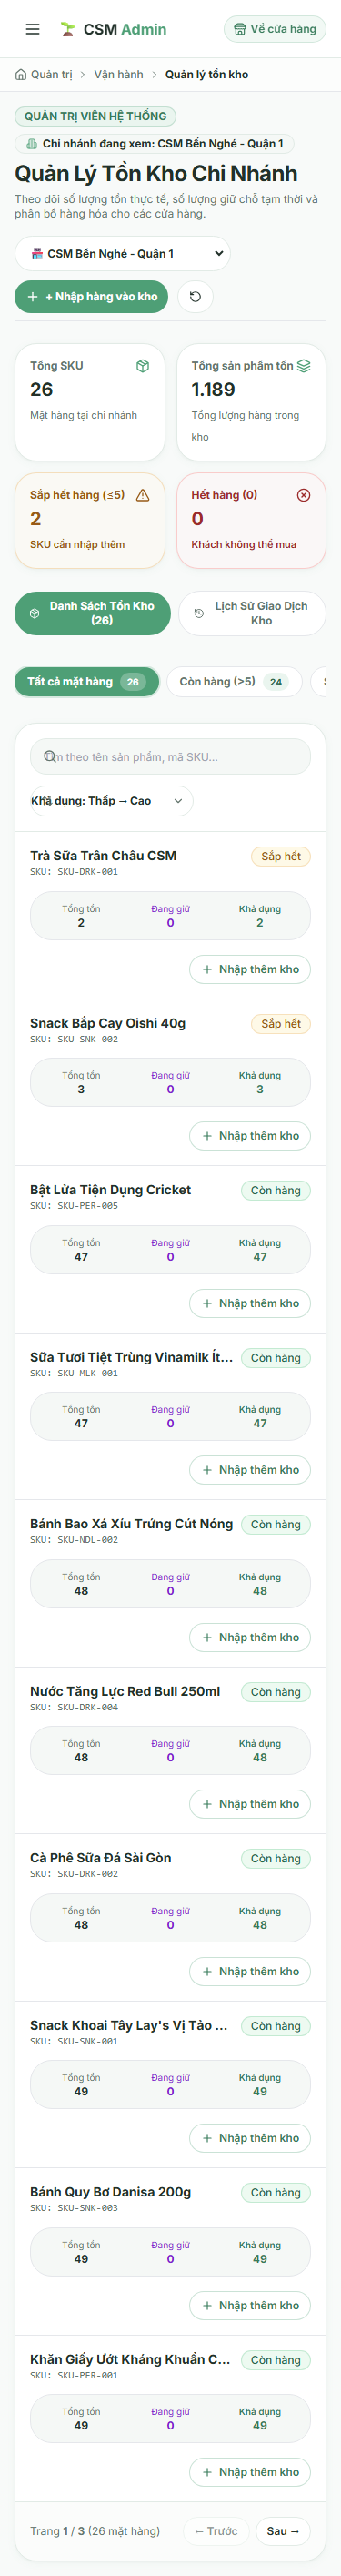 CSM Admin
Về cửa hàng
Quản trị > Vận hành > Quản lý tồn kho
QUẢN TRỊ VIÊN HỆ THỐNG
Chi nhánh đang xem: CSM Bến Nghé - Quận 1
Quản Lý Tồn Kho Chi Nhánh
Theo dõi số lượng tồn thực tế, số lượng giữ chỗ tạm thời và
phân bổ hàng hóa cho các cửa hàng.
CSM Bến Nghé - Quận 1
+ Nhập hàng vào kho
Tổng SKU
26
Mặt hàng tại chi nhánh
Tổng sản phẩm tồn
1.189
Tổng lượng hàng trong
kho
Sắp hết hàng (≤5)
2
SKU cần nhập thêm
Hết hàng (0)
0
Khách không thể mua
Danh Sách Tồn Kho
(26)
Lịch Sử Giao Dịch
Kho
Tất cả mặt hàng 26
Còn hàng (>5) 24
S
Tìm theo tên sản phẩm, mã SKU...
Khả dụng: Thấp → Cao
Trà Sữa Trân Châu CSM
Sắp hết
SKU: SKU-DRK-001
Tổng tồn Đang giữ Khả dụng
2 0 2
Nhập thêm kho
Snack Bắp Cay Oishi 40g
Sắp hết
SKU: SKU-SNK-002
Tổng tồn Đang giữ Khả dụng
3 0 3
Nhập thêm kho
Bật Lửa Tiện Dụng Cricket
Còn hàng
SKU: SKU-PER-005
Tổng tồn Đang giữ Khả dụng
47 0 47
Nhập thêm kho
Sữa Tươi Tiệt Trùng Vinamilk Ít...
Còn hàng
SKU: SKU-MLK-001
Tổng tồn Đang giữ Khả dụng
47 0 47
Nhập thêm kho
Bánh Bao Xá Xíu Trứng Cút Nóng
Còn hàng
SKU: SKU-NDL-002
Tổng tồn Đang giữ Khả dụng
48 0 48
Nhập thêm kho
Nước Tăng Lực Red Bull 250ml
Còn hàng
SKU: SKU-DRK-004
Tổng tồn Đang giữ Khả dụng
48 0 48
Nhập thêm kho
Cà Phê Sữa Đá Sài Gòn
Còn hàng
SKU: SKU-DRK-002
Tổng tồn Đang giữ Khả dụng
48 0 48
Nhập thêm kho
Snack Khoai Tây Lay's Vị Tảo ...
Còn hàng
SKU: SKU-SNK-001
Tổng tồn Đang giữ Khả dụng
49 0 49
Nhập thêm kho
Bánh Quy Bơ Danisa 200g
Còn hàng
SKU: SKU-SNK-003
Tổng tồn Đang giữ Khả dụng
49 0 49
Nhập thêm kho
Khăn Giấy Ướt Kháng Khuẩn C...
Còn hàng
SKU: SKU-PER-001
Tổng tồn Đang giữ Khả dụng
49 0 49
Nhập thêm kho
Trang 1 / 3 (26 mặt hàng)
← Trước
Sau →